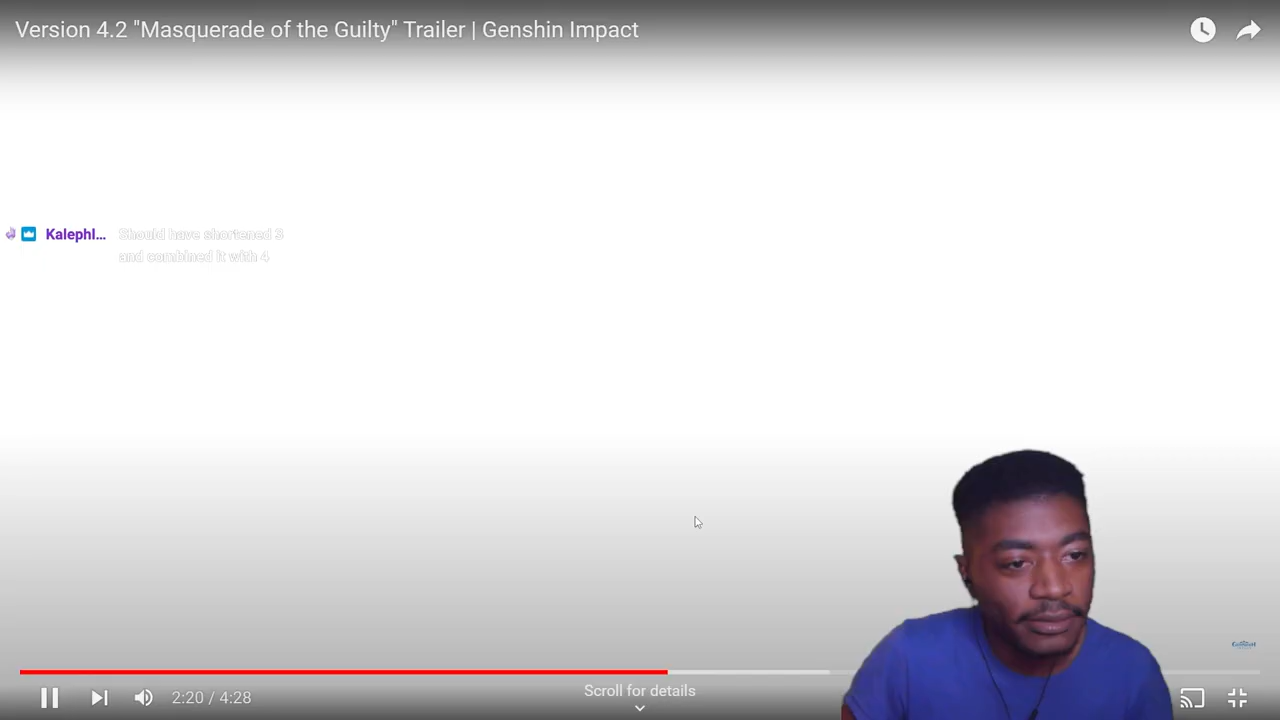 Version 4.2 "Masquerade of the Guilty" Trailer | Genshin Impact
Kalephl... Should have shortened 3
and combined it with 4
Genshin
2:20 / 4:28
Scroll for details